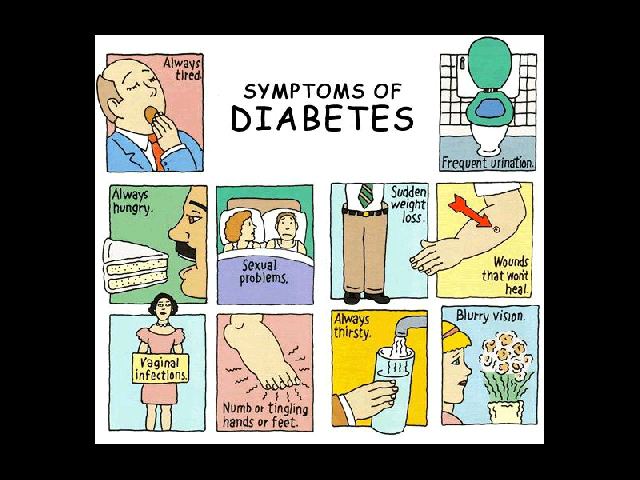 Always
tired.
SYMPTOMS OF
DIABETES
Frequent urination.
Always
hungry.
Sexual
problems.
Sudden
weight
loss.
Wounds
that won't
heal.
Vaginal
infections.
Numb or tingling
hands or feet.
Always
thirsty.
Blurry vision.